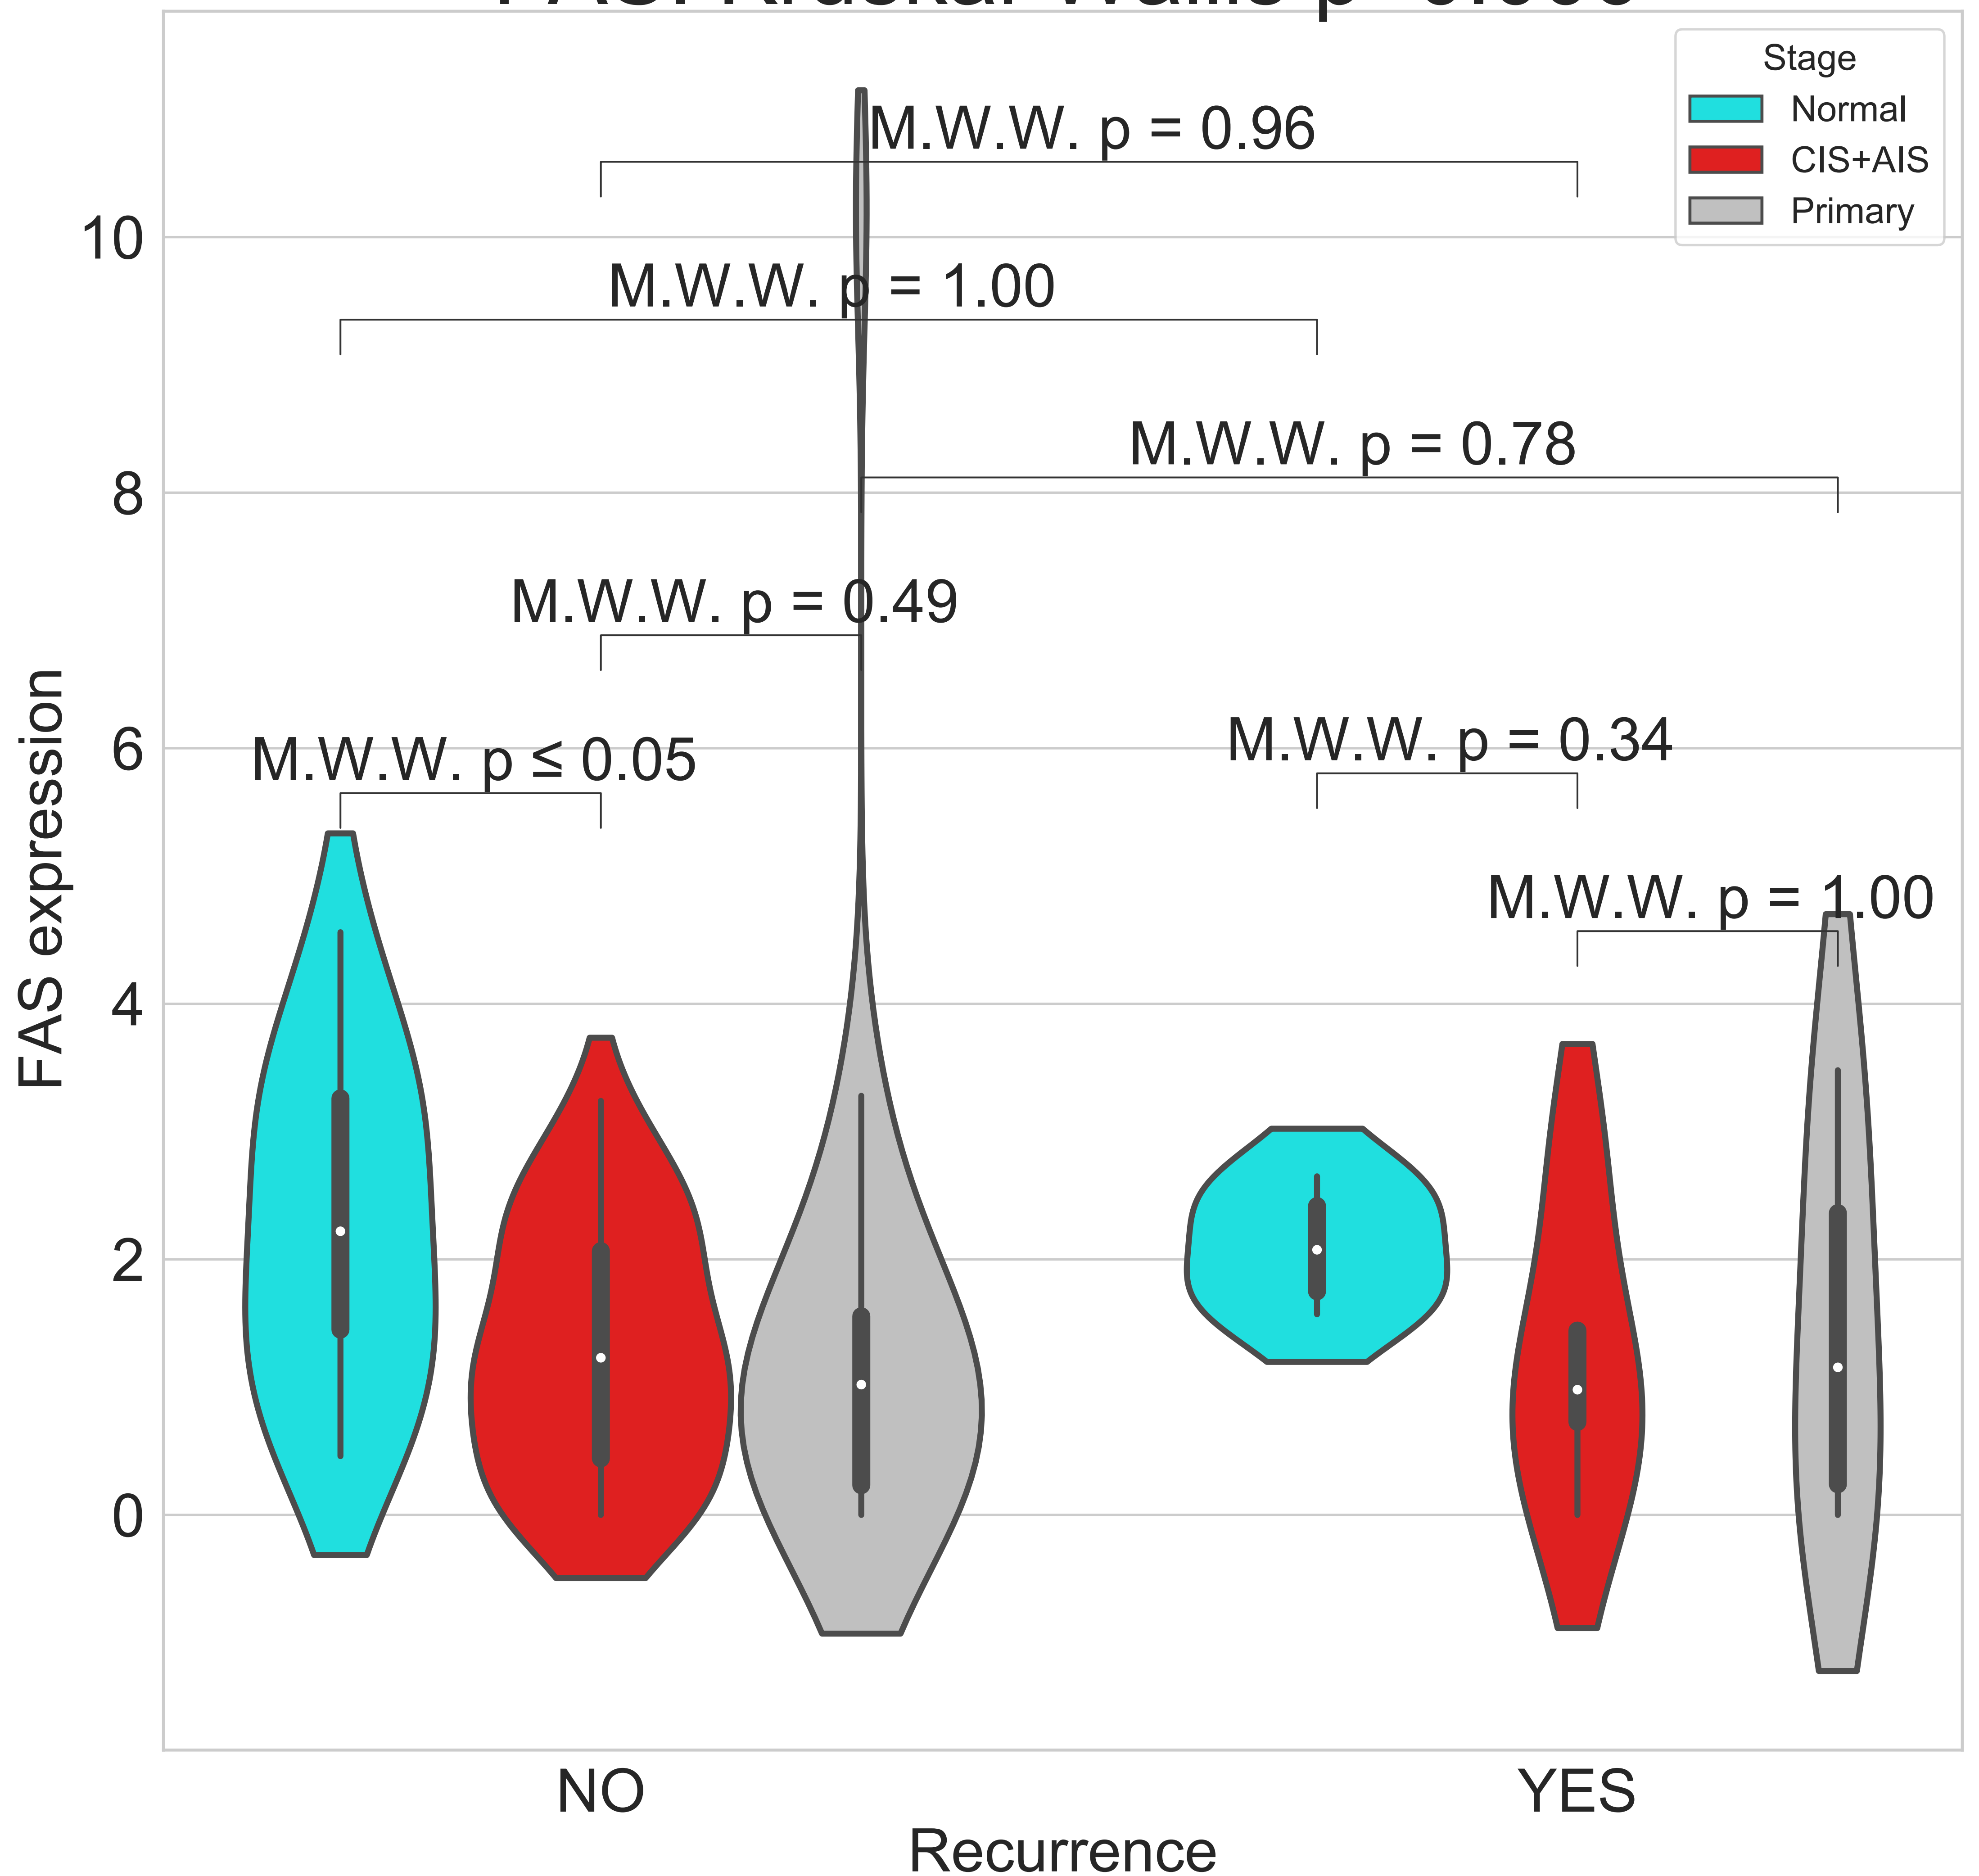 Stage
Normal
CIS+AIS
Primary
M.W.W. p = 0.96
10
M.W.W. p = 1.00
M.W.W. p = 0.78
8
M.W.W. p = 0.49
6
M.W.W. p ≤ 0.05
M.W.W. p = 0.34
M.W.W. p = 1.00
FAS expression
4
2
0
NO
YES
Recurrence